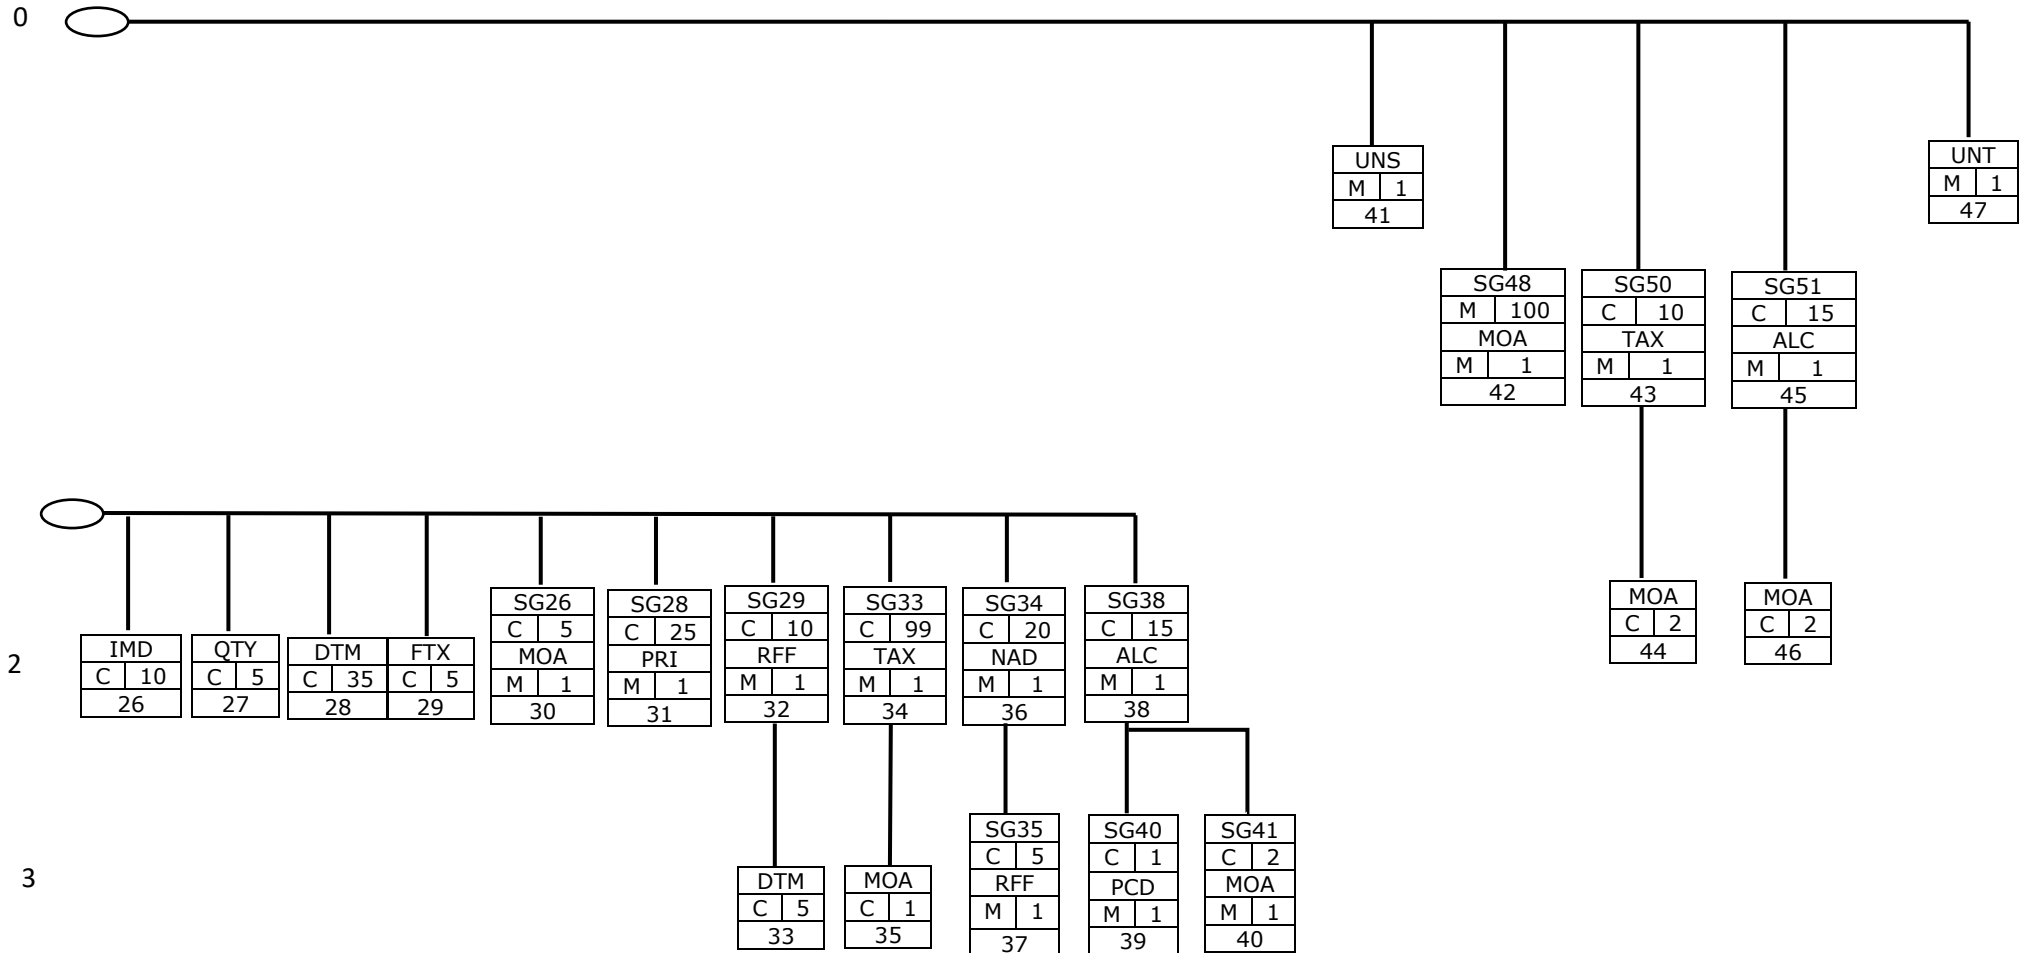 0
UNS
M 1
41
UNT
M 1
47
SG48
M 100
MOA
M 1
42
SG50
C 10
TAX
M 1
43
SG51
C 15
ALC
M 1
45
2
IMD
C 10
26
QTY
C 5
27
DTM
C 35
28
FTX
C 5
29
SG26
C 5
MOA
M 1
30
SG28
C 25
PRI
M 1
31
SG29
C 10
RFF
M 1
32
SG33
C 99
TAX
M 1
34
SG34
C 20
NAD
M 1
36
SG38
C 15
ALC
M 1
38
MOA
C 2
44
MOA
C 2
46
3
DTM
C 5
33
MOA
C 1
35
SG35
C 5
RFF
M 1
37
SG40
C 1
PCD
M 1
39
SG41
C 2
MOA
M 1
40